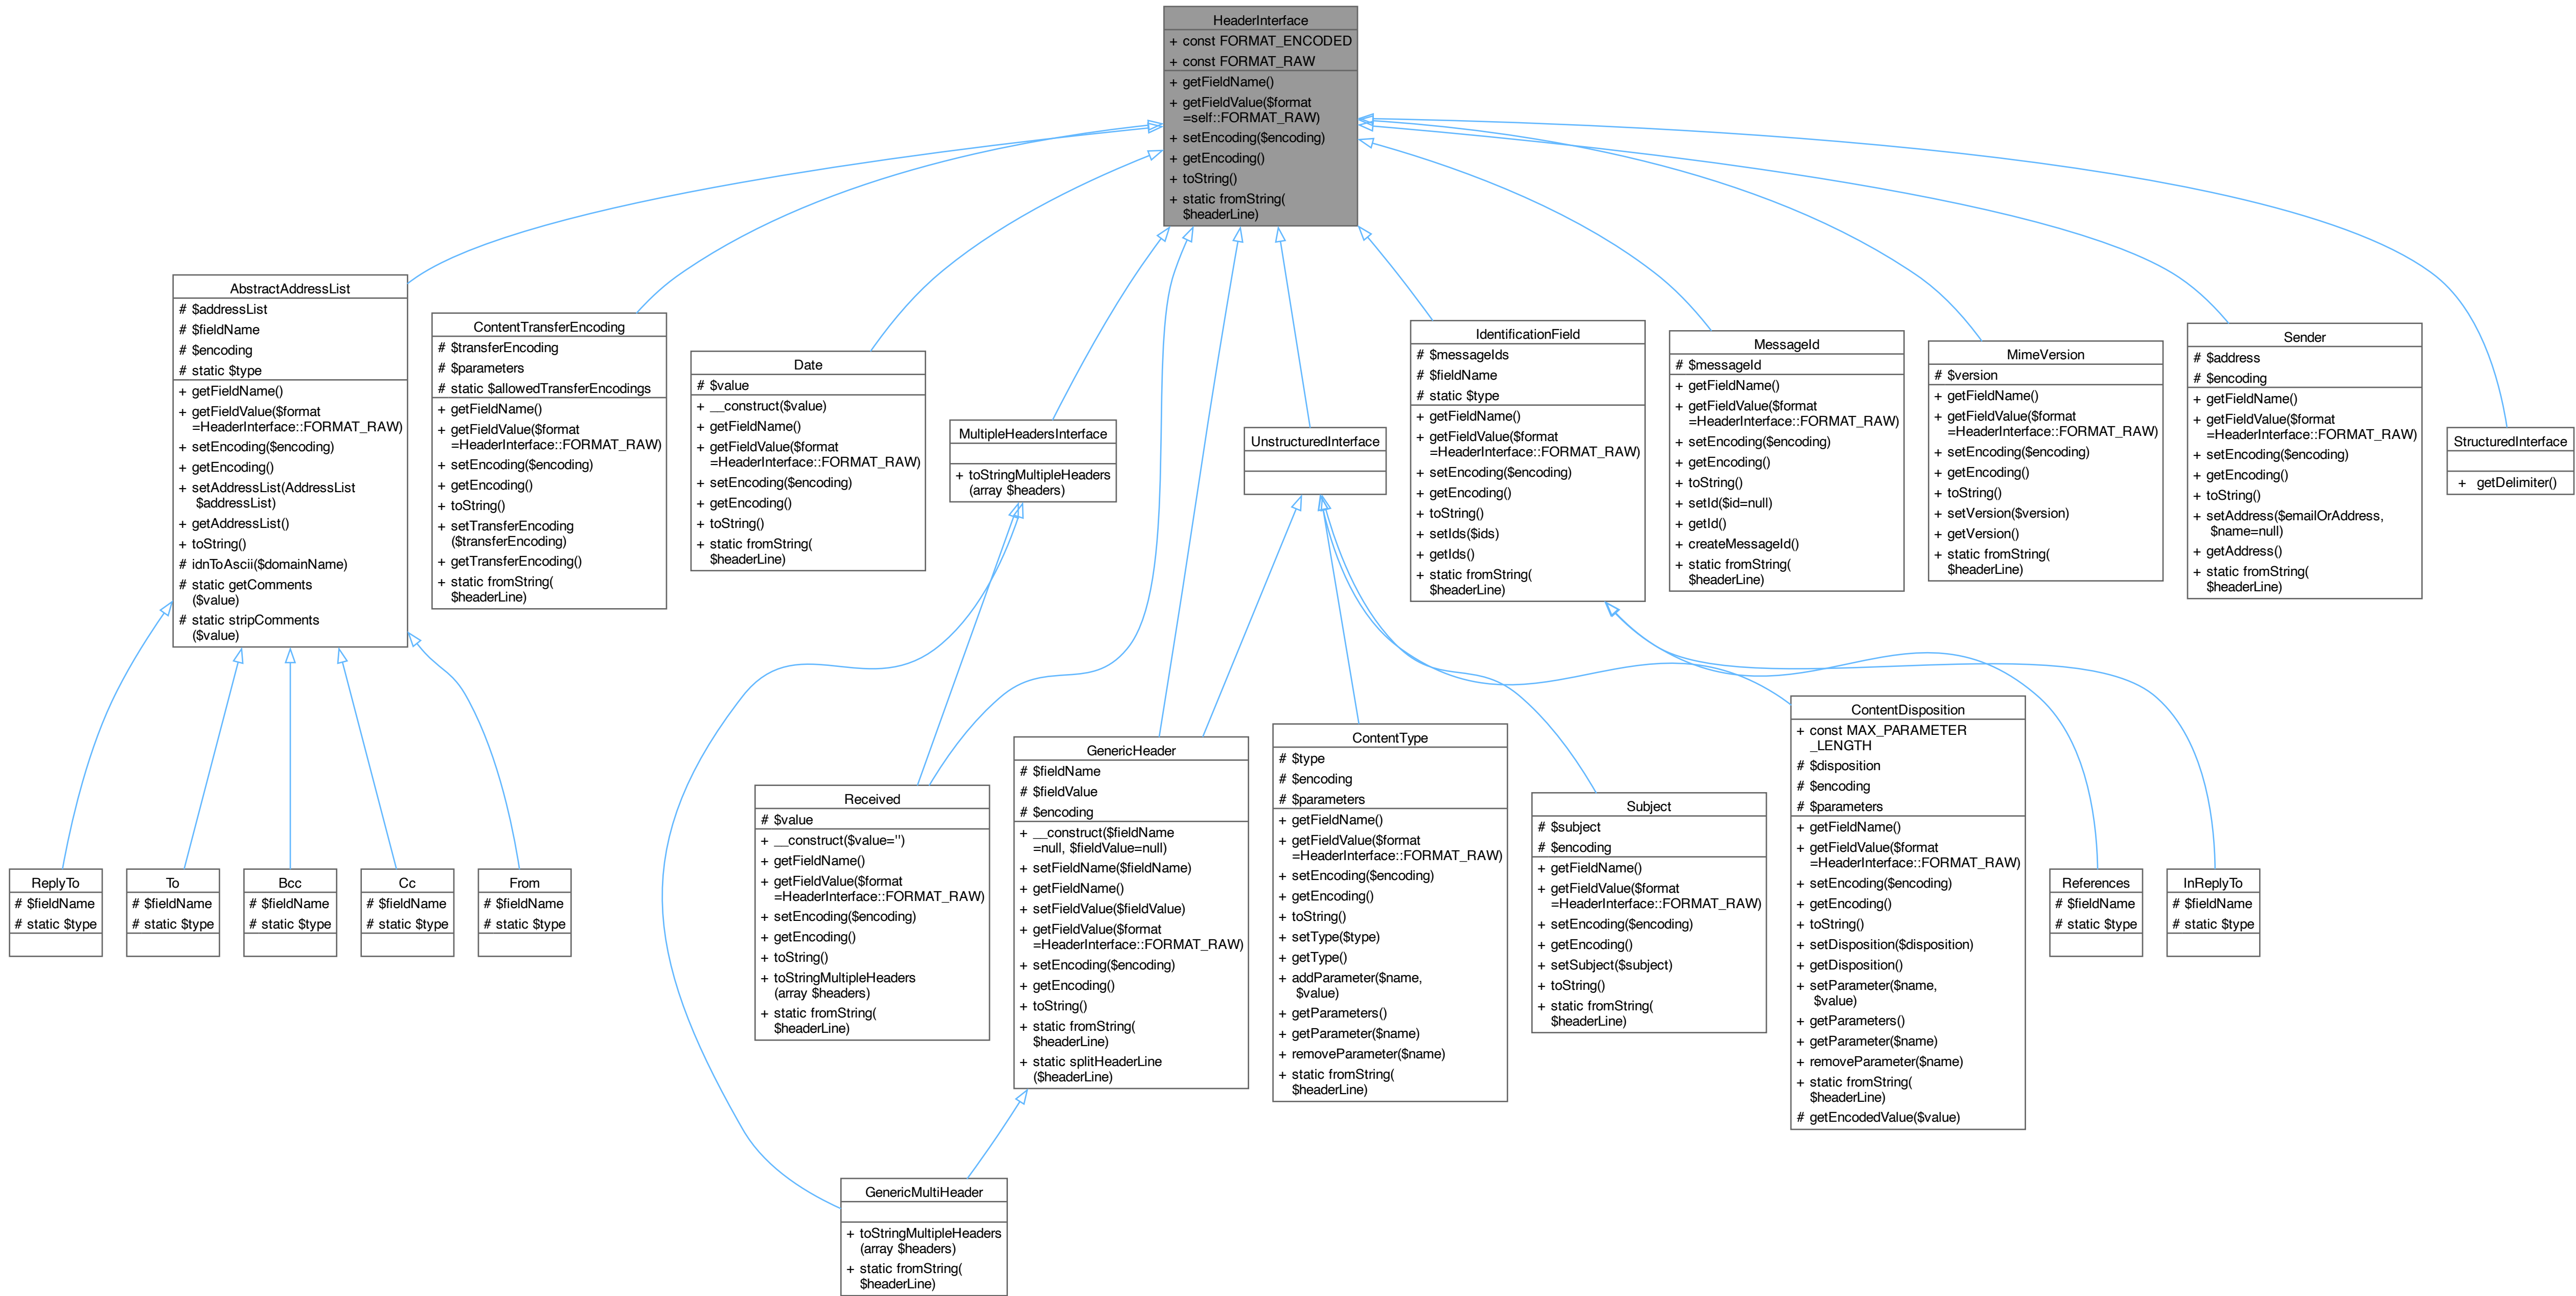 HeaderInterface
+ const FORMAT_ENCODED
+ const FORMAT_RAW
+ getFieldName()
+ getFieldValue($format
=self::FORMAT_RAW)
+ setEncoding($encoding)
+ getEncoding()
+ toString()
+ static fromString(
$headerLine)
AbstractAddressList
# $addressList
# $fieldName
# $encoding
# static $type
+ getFieldName()
+ getFieldValue($format
=HeaderInterface::FORMAT_RAW)
+ setEncoding($encoding)
+ getEncoding()
+ setAddressList(AddressList
$addressList)
+ getAddressList()
+ toString()
# idnToAscii($domainName)
# static getComments
($value)
# static stripComments
($value)
ContentTransferEncoding
# $transferEncoding
# $parameters
# static $allowedTransferEncodings
+ getFieldName()
+ getFieldValue($format
=HeaderInterface::FORMAT_RAW)
+ setEncoding($encoding)
+ getEncoding()
+ toString()
+ setTransferEncoding
($transferEncoding)
+ getTransferEncoding()
+ static fromString(
$headerLine)
Date
# $value
+ __construct($value)
+ getFieldName()
+ getFieldValue($format
=HeaderInterface::FORMAT_RAW)
+ setEncoding($encoding)
+ getEncoding()
+ toString()
+ static fromString(
$headerLine)
MultipleHeadersInterface
+ toStringMultipleHeaders
(array $headers)
UnstructuredInterface
IdentificationField
# $messageIds
# $fieldName
# static $type
+ getFieldName()
+ getFieldValue($format
=HeaderInterface::FORMAT_RAW)
+ setEncoding($encoding)
+ getEncoding()
+ toString()
+ setIds($ids)
+ getIds()
+ static fromString(
$headerLine)
MessageId
# $messageId
+ getFieldName()
+ getFieldValue($format
=HeaderInterface::FORMAT_RAW)
+ setEncoding($encoding)
+ getEncoding()
+ toString()
+ setId($id=null)
+ getId()
+ createMessageId()
+ static fromString(
$headerLine)
MimeVersion
# $version
+ getFieldName()
+ getFieldValue($format
=HeaderInterface::FORMAT_RAW)
+ setEncoding($encoding)
+ getEncoding()
+ toString()
+ setVersion($version)
+ getVersion()
+ static fromString(
$headerLine)
Sender
# $address
# $encoding
+ getFieldName()
+ getFieldValue($format
=HeaderInterface::FORMAT_RAW)
+ setEncoding($encoding)
+ getEncoding()
+ toString()
+ setAddress($emailOrAddress,
$name=null)
+ getAddress()
+ static fromString(
$headerLine)
StructuredInterface
+ getDelimiter()
ReplyTo
# $fieldName
# static $type
To
# $fieldName
# static $type
Bcc
# $fieldName
# static $type
Cc
# $fieldName
# static $type
From
# $fieldName
# static $type
Received
# $value
+ __construct($value='')
+ getFieldName()
+ getFieldValue($format
=HeaderInterface::FORMAT_RAW)
+ setEncoding($encoding)
+ getEncoding()
+ toString()
+ toStringMultipleHeaders
(array $headers)
+ static fromString(
$headerLine)
GenericHeader
# $fieldName
# $fieldValue
# $encoding
+ __construct($fieldName
=null, $fieldValue=null)
+ setFieldName($fieldName)
+ getFieldName()
+ setFieldValue($fieldValue)
+ getFieldValue($format
=HeaderInterface::FORMAT_RAW)
+ setEncoding($encoding)
+ getEncoding()
+ toString()
+ static fromString(
$headerLine)
+ static splitHeaderLine
($headerLine)
ContentType
# $type
# $encoding
# $parameters
+ getFieldName()
+ getFieldValue($format
=HeaderInterface::FORMAT_RAW)
+ setEncoding($encoding)
+ getEncoding()
+ toString()
+ setType($type)
+ getType()
+ addParameter($name,
$value)
+ getParameters()
+ getParameter($name)
+ removeParameter($name)
+ static fromString(
$headerLine)
Subject
# $subject
# $encoding
+ getFieldName()
+ getFieldValue($format
=HeaderInterface::FORMAT_RAW)
+ setEncoding($encoding)
+ getEncoding()
+ setSubject($subject)
+ toString()
+ static fromString(
$headerLine)
ContentDisposition
+ const MAX_PARAMETER
_LENGTH
# $disposition
# $encoding
# $parameters
+ getFieldName()
+ getFieldValue($format
=HeaderInterface::FORMAT_RAW)
+ setEncoding($encoding)
+ getEncoding()
+ toString()
+ setDisposition($disposition)
+ getDisposition()
+ setParameter($name,
$value)
+ getParameters()
+ getParameter($name)
+ removeParameter($name)
+ static fromString(
$headerLine)
# getEncodedValue($value)
References
# $fieldName
# static $type
InReplyTo
# $fieldName
# static $type
GenericMultiHeader
+ toStringMultipleHeaders
(array $headers)
+ static fromString(
$headerLine)